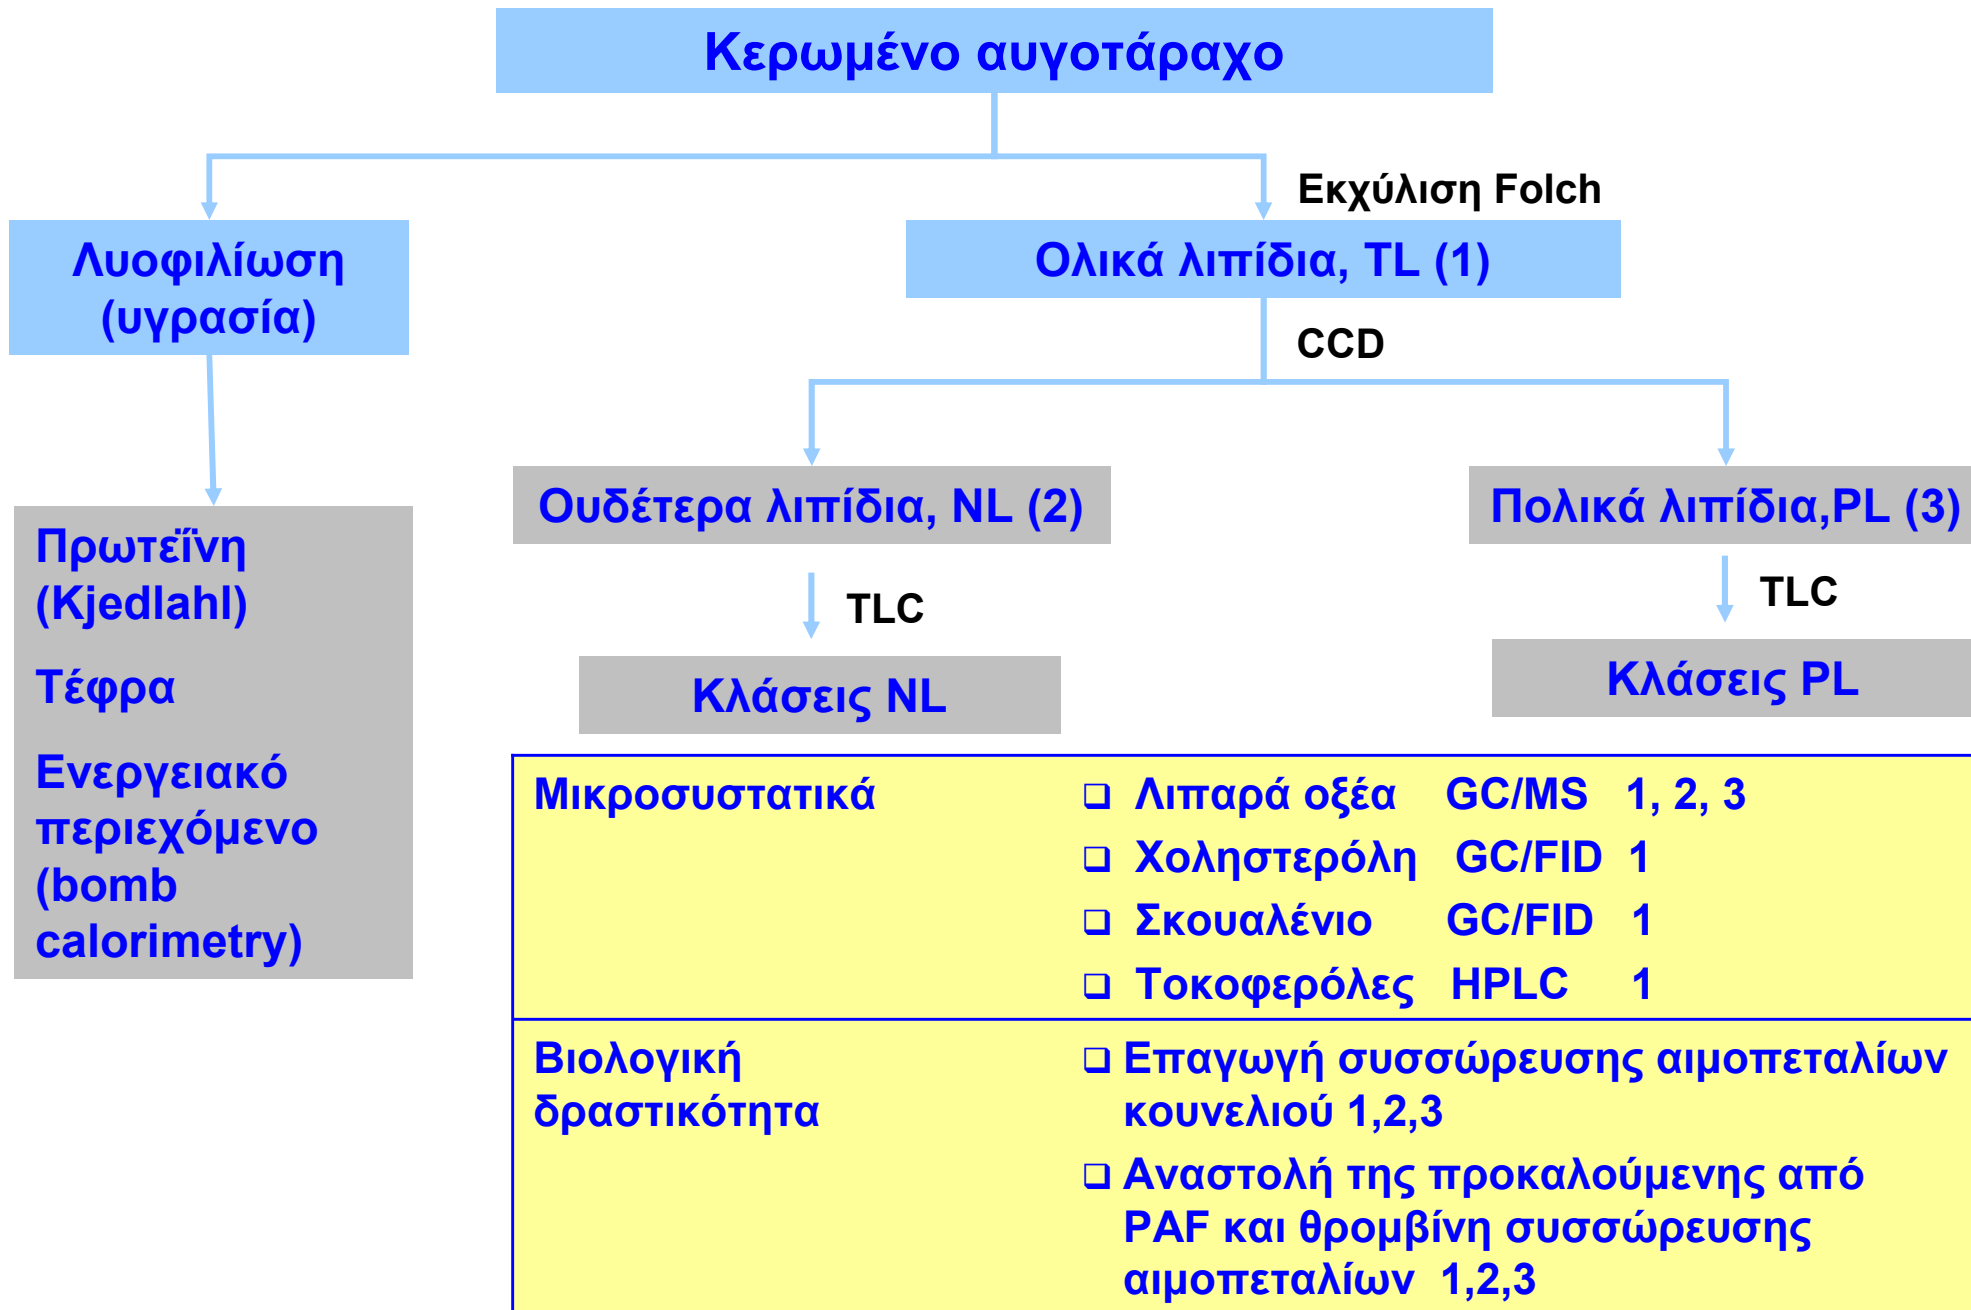 Κερωμένο αυγοτάραχο
Εκχύλιση Folch
Λυοφιλίωση
(υγρασία)
Ολικά λιπίδια, TL (1)
CCD
Ουδέτερα λιπίδια, NL (2)
Πολικά λιπίδια,PL (3)
Πρωτεΐνη
(Kjedlahl)
Τέφρα
Ενεργειακό
περιεχόμενο
(bomb
calorimetry)
TLC
TLC
Κλάσεις NL
Κλάσεις PL
Μικροσυστατικά
❑ Λιπαρά οξέα GC/MS 1, 2, 3
❑ Χοληστερόλη GC/FID 1
❑ Σκουαλένιο GC/FID 1
❑ Τοκοφερόλες HPLC 1
Βιολογική
δραστικότητα
❑ Επαγωγή συσσώρευσης αιμοπεταλίων
κουνελιού 1,2,3
❑ Αναστολή της προκαλούμενης από
PAF και θρομβίνη συσσώρευσης
αιμοπεταλίων 1,2,3